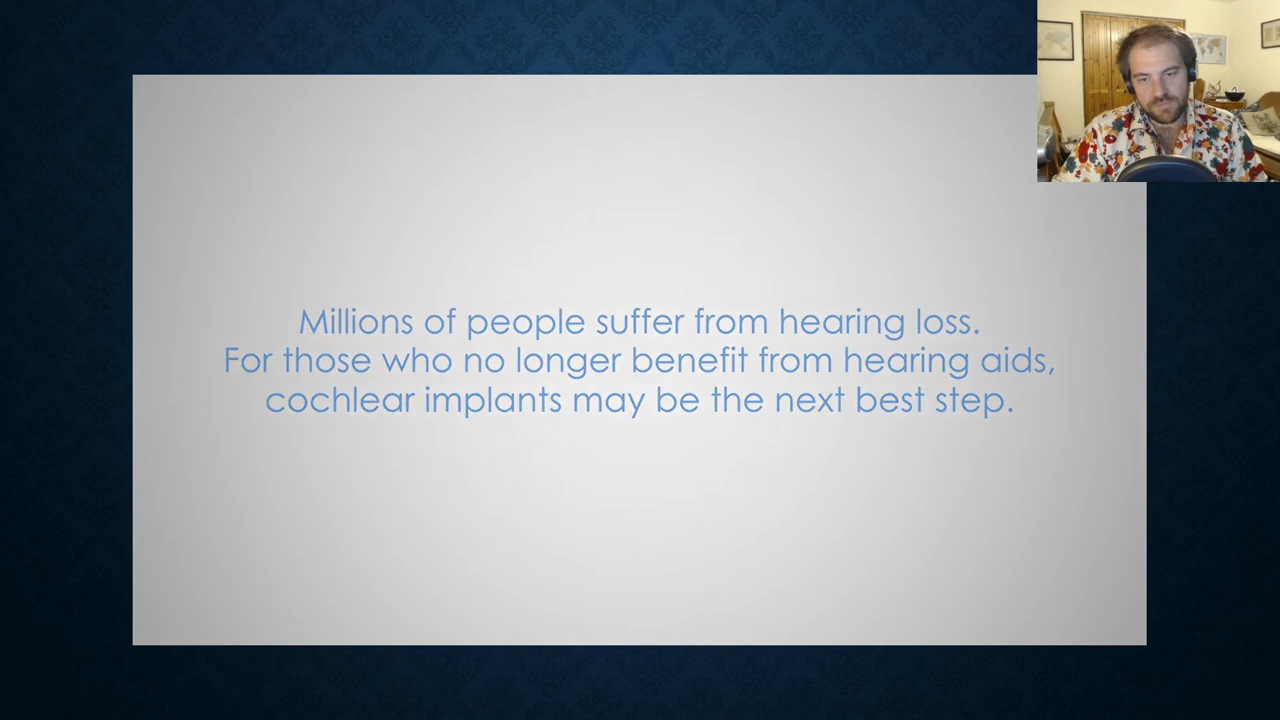 Millions of people suffer from hearing loss.
For those who no longer benefit from hearing aids,
cochlear implants may be the next best step.